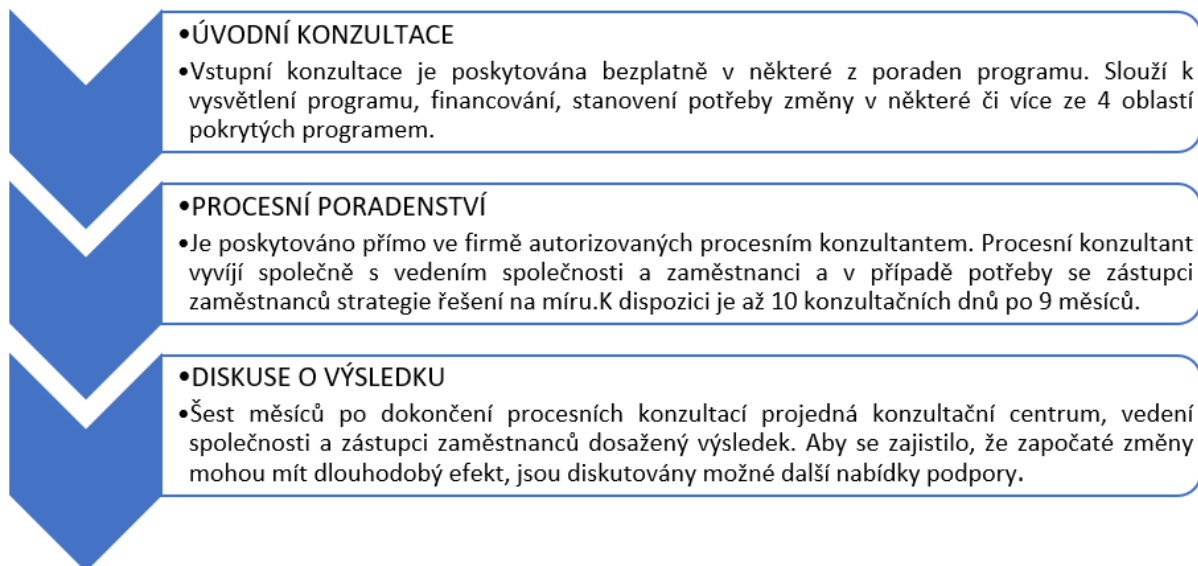 •ÚVODNÍ KONZULTACE
•Vstupní konzultace je poskytována bezplatně v některé z poraden programu. Slouží k
vysvětlení programu, financování, stanovení potřeby změny v některé či více ze 4 oblastí
pokrytých programem.
•PROCESNÍ PORADENSTVÍ
•Je poskytováno přímo ve firmě autorizovaných procesním konzultantem. Procesní konzultant
vyvíjí společně s vedením společnosti a zaměstnanci a v případě potřeby se zástupci
zaměstnanců strategie řešení na míru.K dispozici je až 10 konzultačních dnů po 9 měsíců.
•DISKUSE O VÝSLEDKU
•Šest měsíců po dokončení procesních konzultací projedná konzultační centrum, vedení
společnosti a zástupci zaměstnanců dosažený výsledek. Aby se zajistilo, že započaté změny
mohou mít dlouhodobý efekt, jsou diskutovány možné další nabídky podpory.